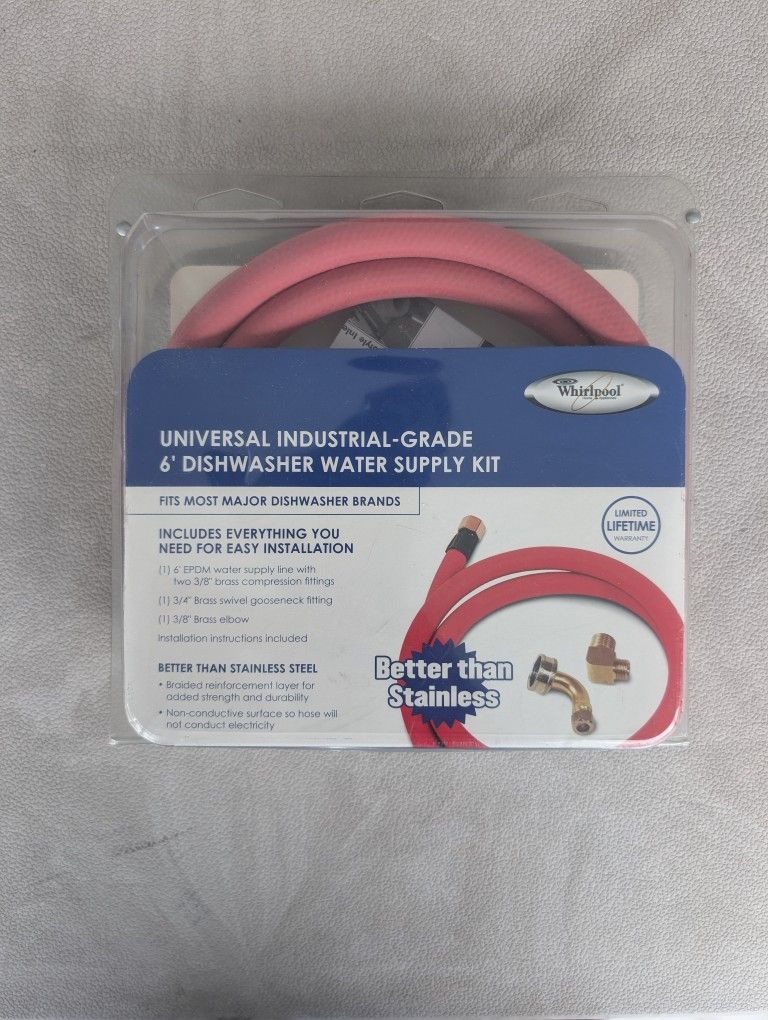 Style Inle
Whirlpool
UNIVERSAL INDUSTRIAL-GRADE
6' DISHWASHER WATER SUPPLY KIT
FITS MOST MAJOR DISHWASHER BRANDS
LIMITED
LIFETIME
WARRANTY
INCLUDES EVERYTHING YOU
NEED FOR EASY INSTALLATION
(1) 6' EPDM water supply line with
two 3/8" brass compression fittings
(1) 3/4" Brass swivel gooseneck fitting
(1) 3/8" Brass elbow
Installation instructions included
BETTER THAN STAINLESS STEEL
• Braided reinforcement layer for
added strength and durability
• Non-conductive surface so hose will
not conduct electricity
Better than
Stainless